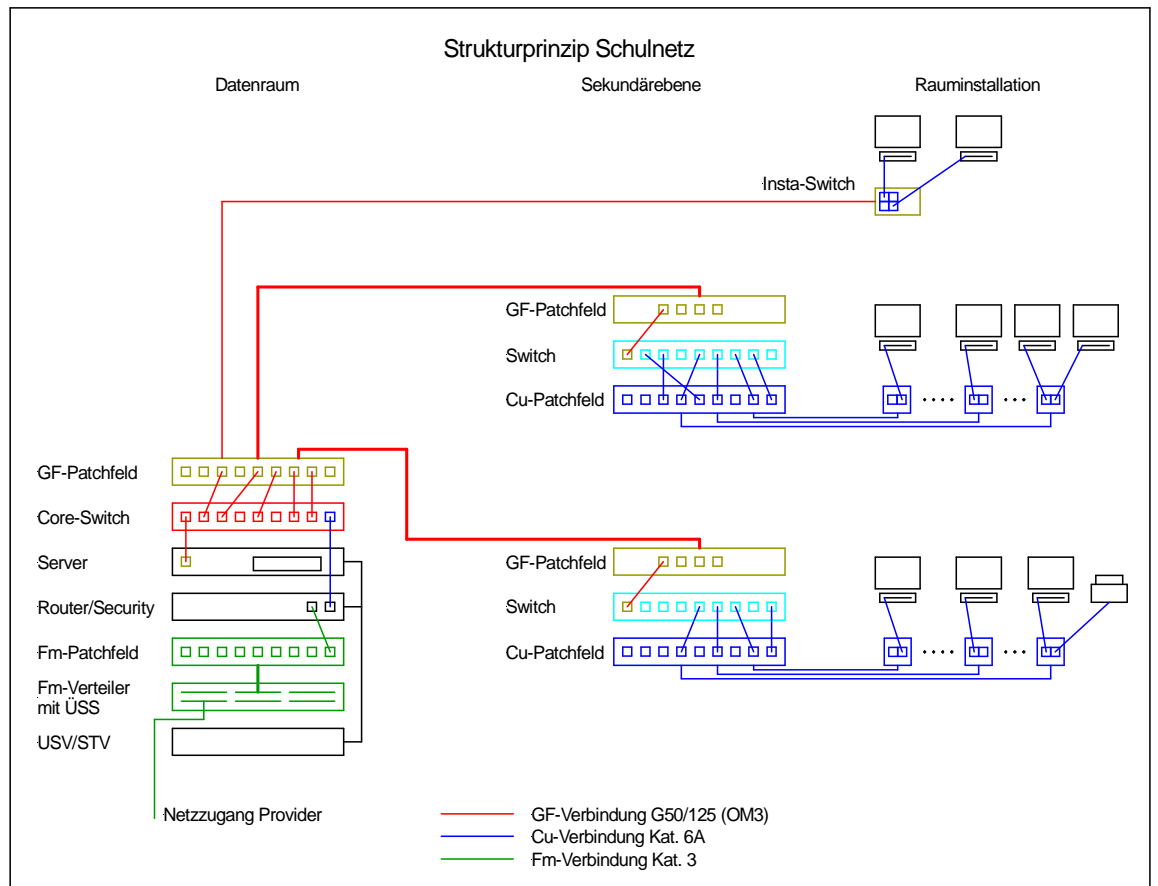 Strukturprinzip Schulnetz
Datenraum
Sekundärebene
Rauminstallation
Insta-Switch
GF-Patchfeld
Switch
Cu-Patchfeld
GF-Patchfeld
Core-Switch
Server
Router/Security
Fm-Patchfeld
Fm-Verteiler
mit ÜSS
USV/STV
GF-Patchfeld
Switch
Cu-Patchfeld
Netzzugang Provider
GF-Verbindung G50/125 (OM3)
Cu-Verbindung Kat. 6A
Fm-Verbindung Kat. 3